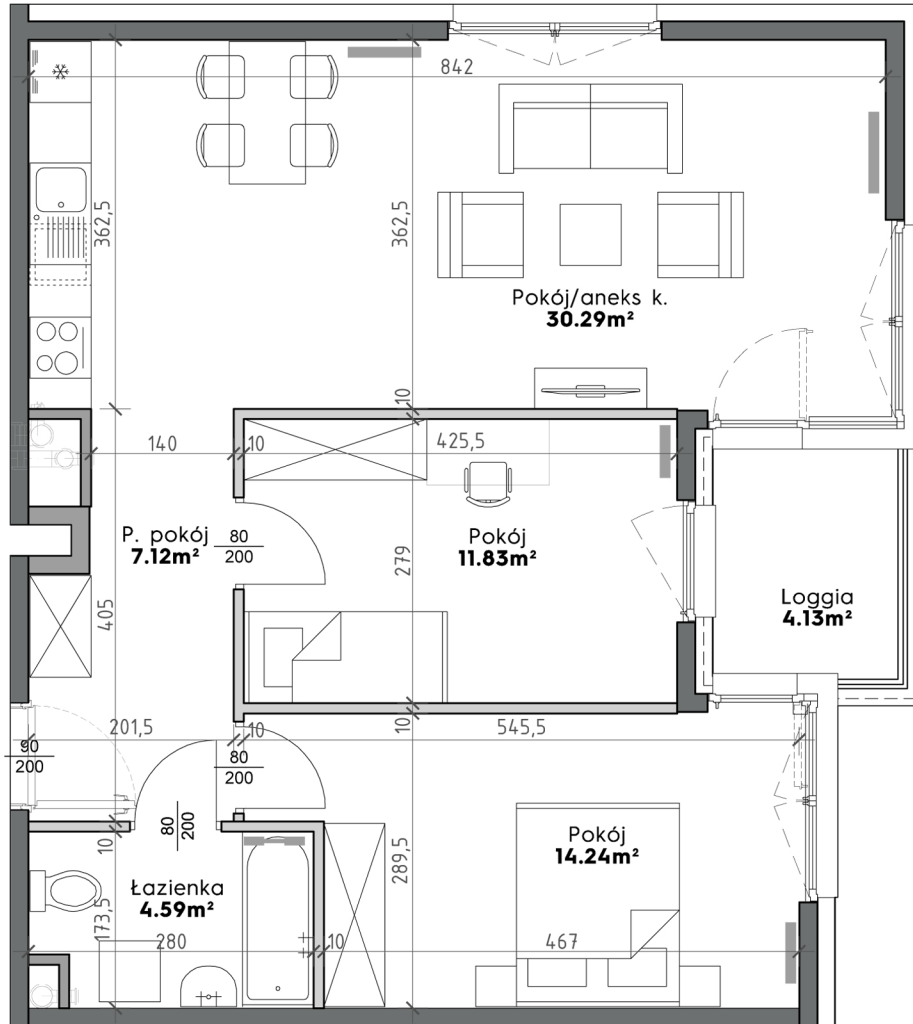 842
362,5
362,5
Pokój/aneks k.
30.29m²
10
140
10
425,5
P. pokój
7.12m²
80
200
Pokój
11.83m²
279
405
Loggia
4.13m²
201,5
10
10
545,5
90
200
80
200
80
200
10
Pokój
14.24m²
289,5
Łazienka
4.59m²
173,5
280
10
467